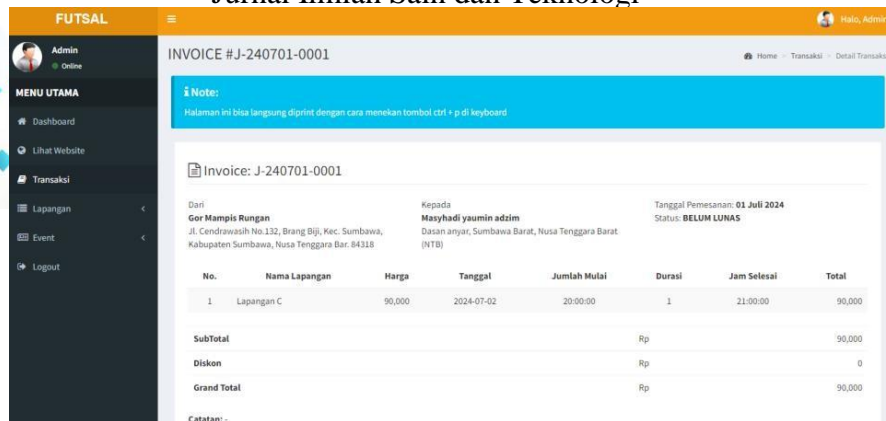 Jurnal Ilmiah Sain dan Teknologi
FUTSAL
Halo, Admin
Admin
Online
MENU UTAMA
Dashboard
Lihat Website
Transaksi
Lapangan
Event
Logout
INVOICE #J-240701-0001
Home > Transaksi > Detail Transaks
Note:
Halaman ini bisa langsung diprint dengan cara menekan tombol ctrl + p di keyboard
Invoice: J-240701-0001
Dari
Gor Mampis Rungan
Jl. Cendrawasih No.132, Brang Biji, Kec. Sumbawa,
Kabupaten Sumbawa, Nusa Tenggara Bar. 84318
Kepada
Masyhadi yaumin adzim
Dasan anyar, Sumbawa Barat, Nusa Tenggara Barat
(NTB)
Tanggal Pemesanan: 01 Juli 2024
Status: BELUM LUNAS
No. Nama Lapangan Harga Tanggal Jumlah Mulai Durasi Jam Selesai Total
1 Lapangan C 90,000 2024-07-02 20:00:00 1 21:00:00 90,000
SubTotal Rp 90,000
Diskon Rp 0
Grand Total Rp 90,000
Catatan: -